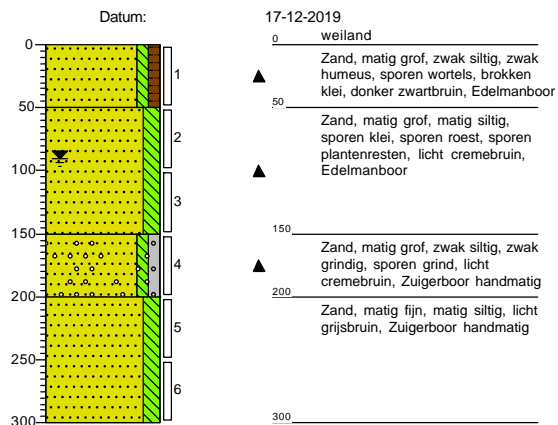 Datum: 17-12-2019
0
50
100
150
200
250
300
1
2
3
4
5
6
0 weiland
Zand, matig grof, zwak siltig, zwak
humeus, sporen wortels, brokken
klei, donker zwartbruin, Edelmanboor
50
Zand, matig grof, matig siltig,
sporen klei, sporen roest, sporen
plantenresten, licht cremebruin,
Edelmanboor
150
Zand, matig grof, zwak siltig, zwak
grindig, sporen grind, licht
cremebruin, Zuigerboor handmatig
200
Zand, matig fijn, matig siltig, licht
grijsbruin, Zuigerboor handmatig
300